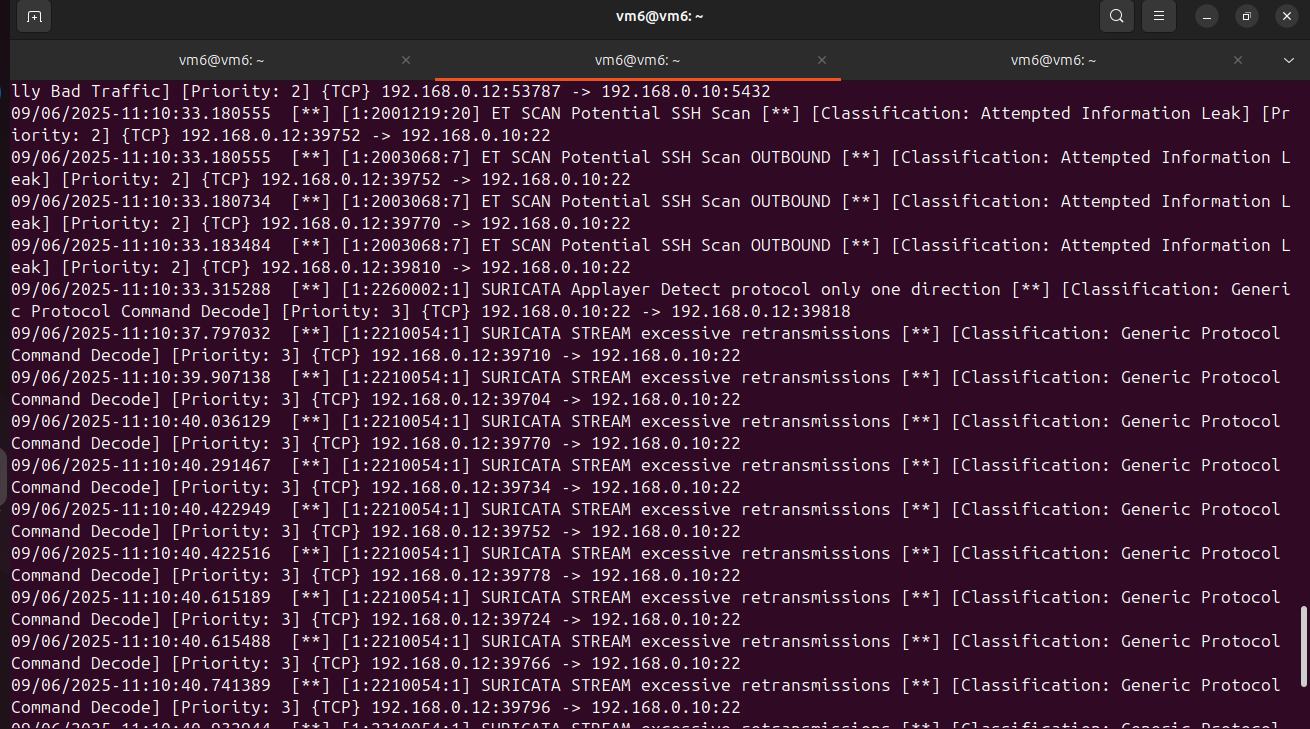 vm6@vm6: ~
vm6@vm6: ~
vm6@vm6: ~
vm6@vm6: ~
lly Bad Traffic] [Priority: 2] {TCP} 192.168.0.12:53787 -> 192.168.0.10:5432
09/06/2025-11:10:33.180555  [**] [1:2001219:20] ET SCAN Potential SSH Scan [**] [Classification: Attempted Information Leak] [Pr
iority: 2] {TCP} 192.168.0.12:39752 -> 192.168.0.10:22
09/06/2025-11:10:33.180555  [**] [1:2003068:7] ET SCAN Potential SSH Scan OUTBOUND [**] [Classification: Attempted Information L
eak] [Priority: 2] {TCP} 192.168.0.12:39752 -> 192.168.0.10:22
09/06/2025-11:10:33.180734  [**] [1:2003068:7] ET SCAN Potential SSH Scan OUTBOUND [**] [Classification: Attempted Information L
eak] [Priority: 2] {TCP} 192.168.0.12:39770 -> 192.168.0.10:22
09/06/2025-11:10:33.183484  [**] [1:2003068:7] ET SCAN Potential SSH Scan OUTBOUND [**] [Classification: Attempted Information L
eak] [Priority: 2] {TCP} 192.168.0.12:39810 -> 192.168.0.10:22
09/06/2025-11:10:33.315288  [**] [1:2260002:1] SURICATA Applayer Detect protocol only one direction [**] [Classification: Generi
c Protocol Command Decode] [Priority: 3] {TCP} 192.168.0.10:22 -> 192.168.0.12:39818
09/06/2025-11:10:37.797032  [**] [1:2210054:1] SURICATA STREAM excessive retransmissions [**] [Classification: Generic Protocol
Command Decode] [Priority: 3] {TCP} 192.168.0.12:39710 -> 192.168.0.10:22
09/06/2025-11:10:39.907138  [**] [1:2210054:1] SURICATA STREAM excessive retransmissions [**] [Classification: Generic Protocol
Command Decode] [Priority: 3] {TCP} 192.168.0.12:39704 -> 192.168.0.10:22
09/06/2025-11:10:40.036129  [**] [1:2210054:1] SURICATA STREAM excessive retransmissions [**] [Classification: Generic Protocol
Command Decode] [Priority: 3] {TCP} 192.168.0.12:39770 -> 192.168.0.10:22
09/06/2025-11:10:40.291467  [**] [1:2210054:1] SURICATA STREAM excessive retransmissions [**] [Classification: Generic Protocol
Command Decode] [Priority: 3] {TCP} 192.168.0.12:39734 -> 192.168.0.10:22
09/06/2025-11:10:40.422949  [**] [1:2210054:1] SURICATA STREAM excessive retransmissions [**] [Classification: Generic Protocol
Command Decode] [Priority: 3] {TCP} 192.168.0.12:39752 -> 192.168.0.10:22
09/06/2025-11:10:40.422516  [**] [1:2210054:1] SURICATA STREAM excessive retransmissions [**] [Classification: Generic Protocol
Command Decode] [Priority: 3] {TCP} 192.168.0.12:39778 -> 192.168.0.10:22
09/06/2025-11:10:40.615189  [**] [1:2210054:1] SURICATA STREAM excessive retransmissions [**] [Classification: Generic Protocol
Command Decode] [Priority: 3] {TCP} 192.168.0.12:39724 -> 192.168.0.10:22
09/06/2025-11:10:40.615488  [**] [1:2210054:1] SURICATA STREAM excessive retransmissions [**] [Classification: Generic Protocol
Command Decode] [Priority: 3] {TCP} 192.168.0.12:39766 -> 192.168.0.10:22
09/06/2025-11:10:40.741389  [**] [1:2210054:1] SURICATA STREAM excessive retransmissions [**] [Classification: Generic Protocol
Command Decode] [Priority: 3] {TCP} 192.168.0.12:39796 -> 192.168.0.10:22